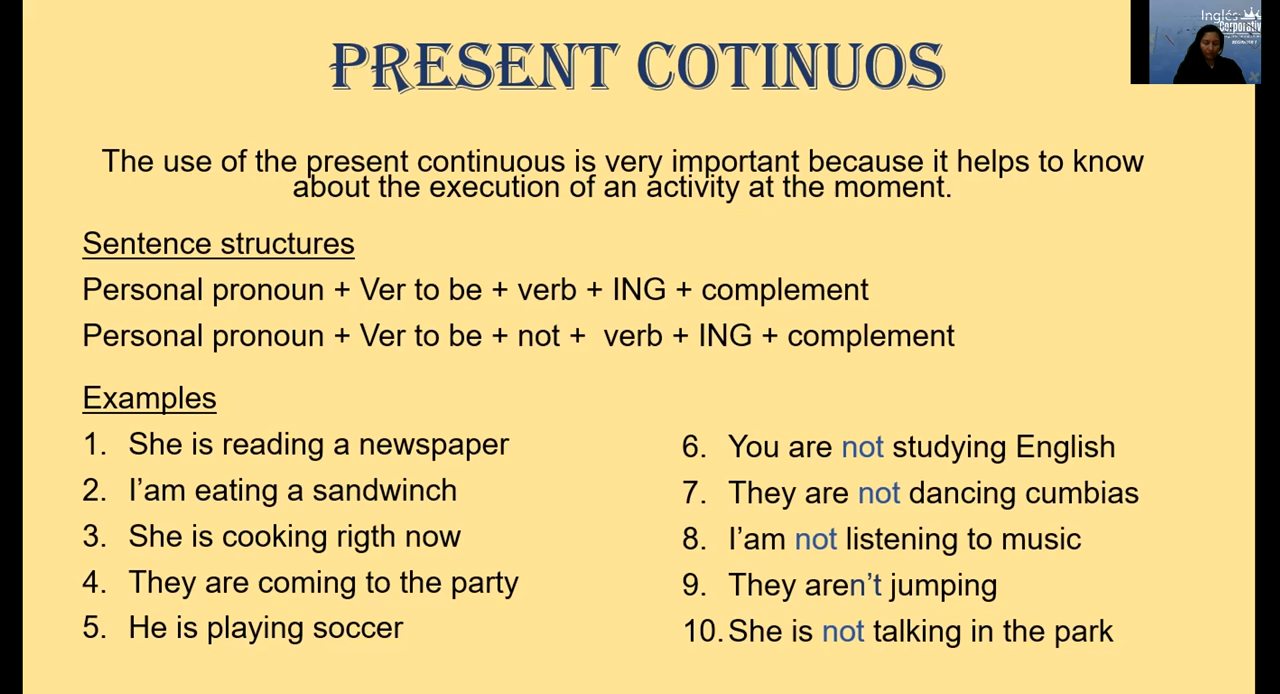 Inglés
Corporativ
PRESENT COTINUOS
The use of the present continuous is very important because it helps to know
about the execution of an activity at the moment.
Sentence structures
Personal pronoun + Ver to be + verb + ING + complement
Personal pronoun + Ver to be + not + verb + ING + complement
Examples
1. She is reading a newspaper
2. I'am eating a sandwinch
3. She is cooking rigth now
4. They are coming to the party
5. He is playing soccer
6. You are not studying English
7. They are not dancing cumbias
8. I'am not listening to music
9. They aren't jumping
10. She is not talking in the park